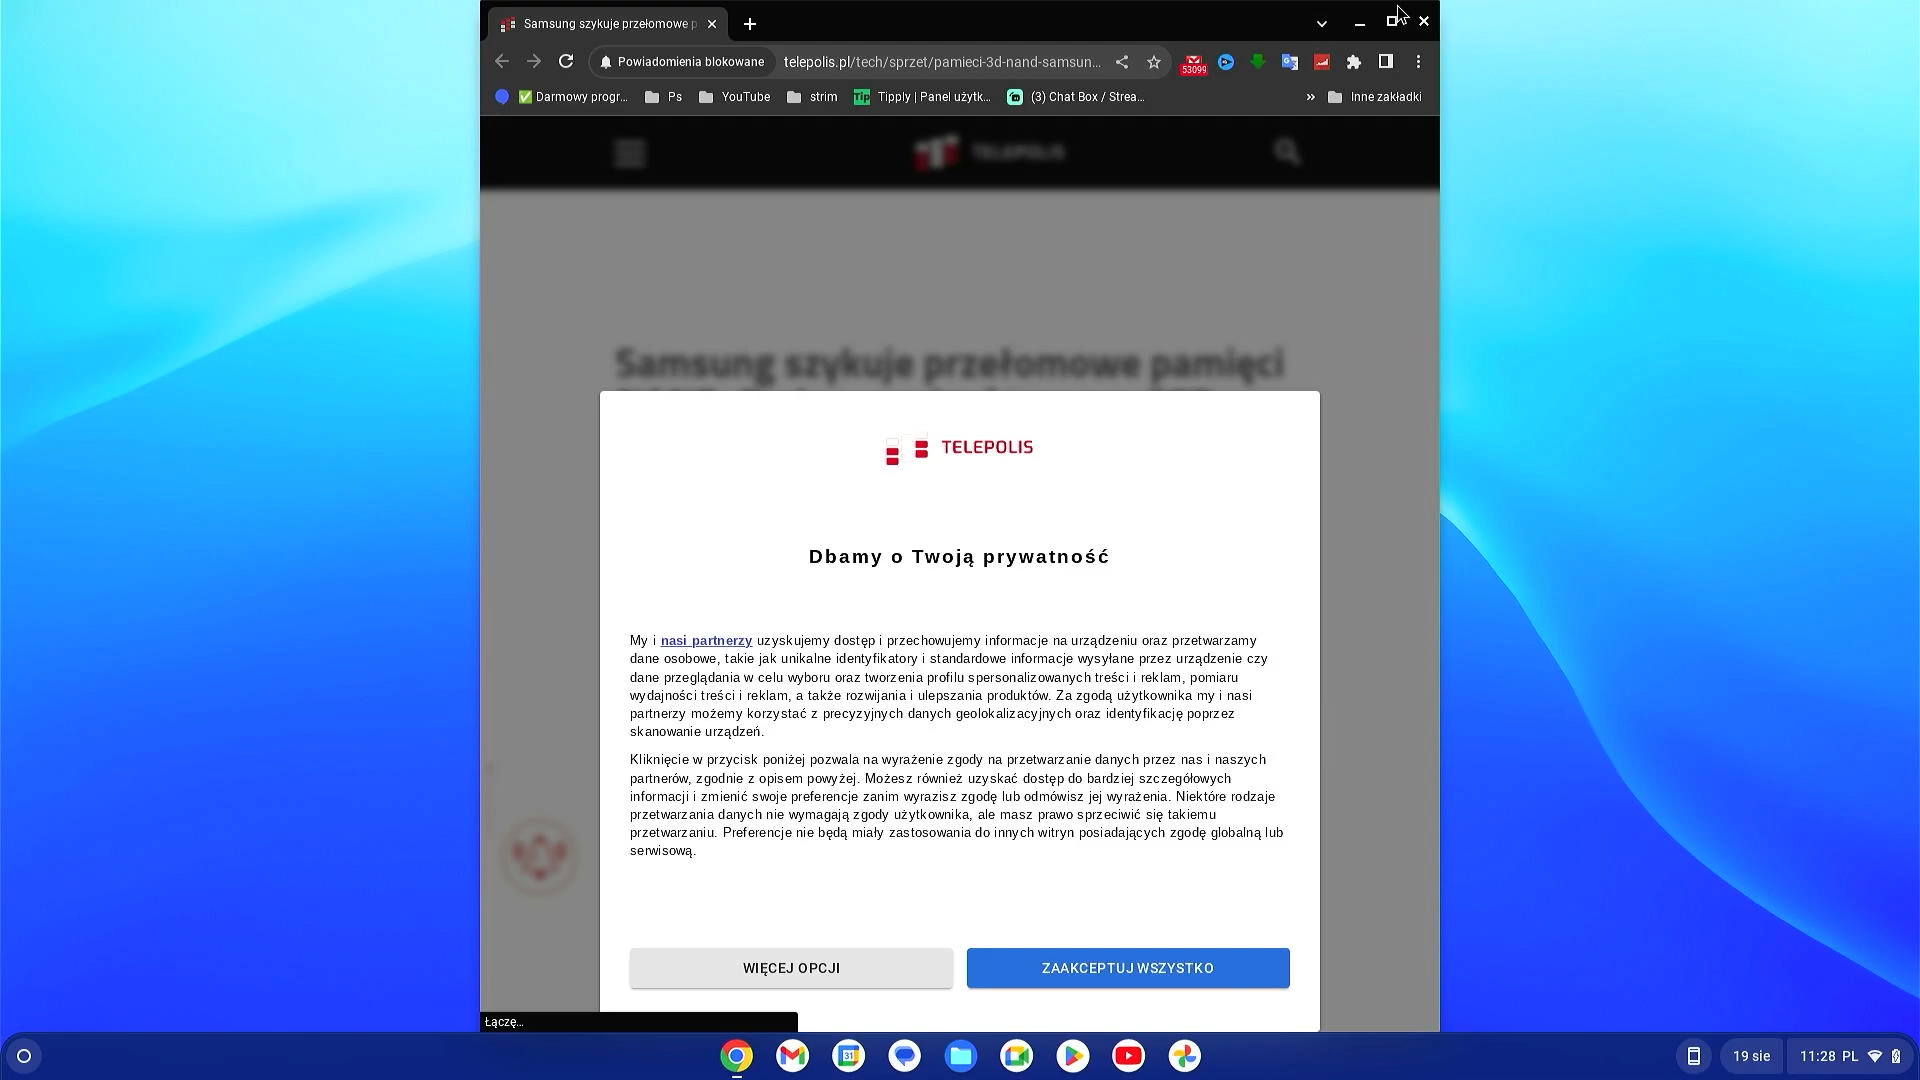 Samsung szykuje przełomowe p
Powiadomienia blokowane
telepolis.pl/tech/sprzet/pamieci-3d-nand-samsun...
53099
Darmowy progr...
Ps
YouTube
strim
Tip
Tipply | Panel użytk...
(3) Chat Box / Strea...
»
Inne zakładki
TELEPOLIS
Samsung szykuje przełomowe pamięci
TELEPOLIS
Dbamy o Twoją prywatność
My i nasi partnerzy uzyskujemy dostęp i przechowujemy informacje na urządzeniu oraz przetwarzamy
dane osobowe, takie jak unikalne identyfikatory i standardowe informacje wysyłane przez urządzenie czy
dane przeglądania w celu wyboru oraz tworzenia profilu spersonalizowanych treści i reklam, pomiaru
wydajności treści i reklam, a także rozwijania i ulepszania produktów. Za zgodą użytkownika my i nasi
partnerzy możemy korzystać z precyzyjnych danych geolokalizacyjnych oraz identyfikację poprzez
skanowanie urządzeń.
Kliknięcie w przycisk poniżej pozwala na wyrażenie zgody na przetwarzanie danych przez nas i naszych
partnerów, zgodnie z opisem powyżej. Możesz również uzyskać dostęp do bardziej szczegółowych
informacji i zmienić swoje preferencje zanim wyrazisz zgodę lub odmówisz jej wyrażenia. Niektóre rodzaje
przetwarzania danych nie wymagają zgody użytkownika, ale masz prawo sprzeciwić się takiemu
przetwarzaniu. Preferencje nie będą miały zastosowania do innych witryn posiadających zgodę globalną lub
serwisową.
WIĘCEJ OPCJI
ZAAKCEPTUJ WSZYSTKO
Łączę...
31
19 sie
11:28 PL